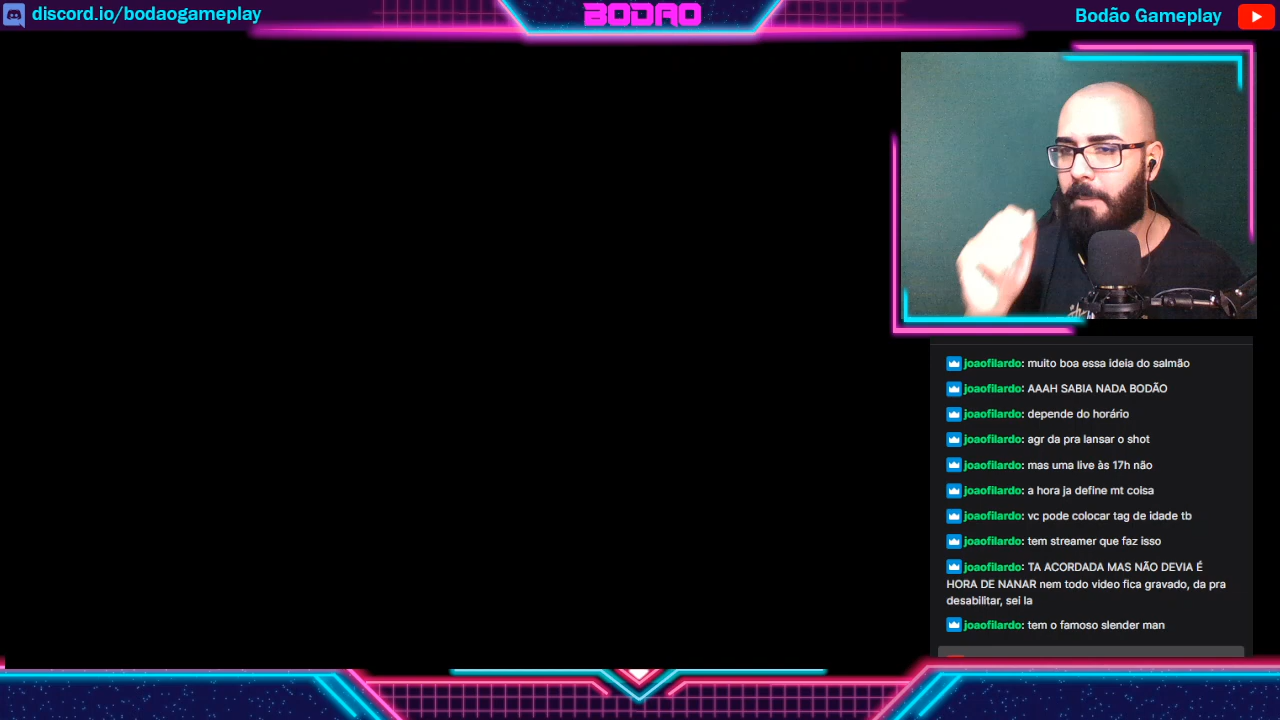 discord.io/bodaogameplay
BODAO
Bodão Gameplay
joaofilardo: muito boa essa ideia do salmão
joaofilardo: AAAH SABIA NADA BODÃO
joaofilardo: depende do horário
joaofilardo: agr da pra lansar o shot
joaofilardo: mas uma live às 17h não
joaofilardo: a hora ja define mt coisa
joaofilardo: vc pode colocar tag de idade tb
joaofilardo: tem streamer que faz isso
joaofilardo: TA ACORDADA MAS NÃO DEVIA É
HORA DE NANAR nem todo video fica gravado, da pra
desabilitar, sei la
joaofilardo: tem o famoso slender man